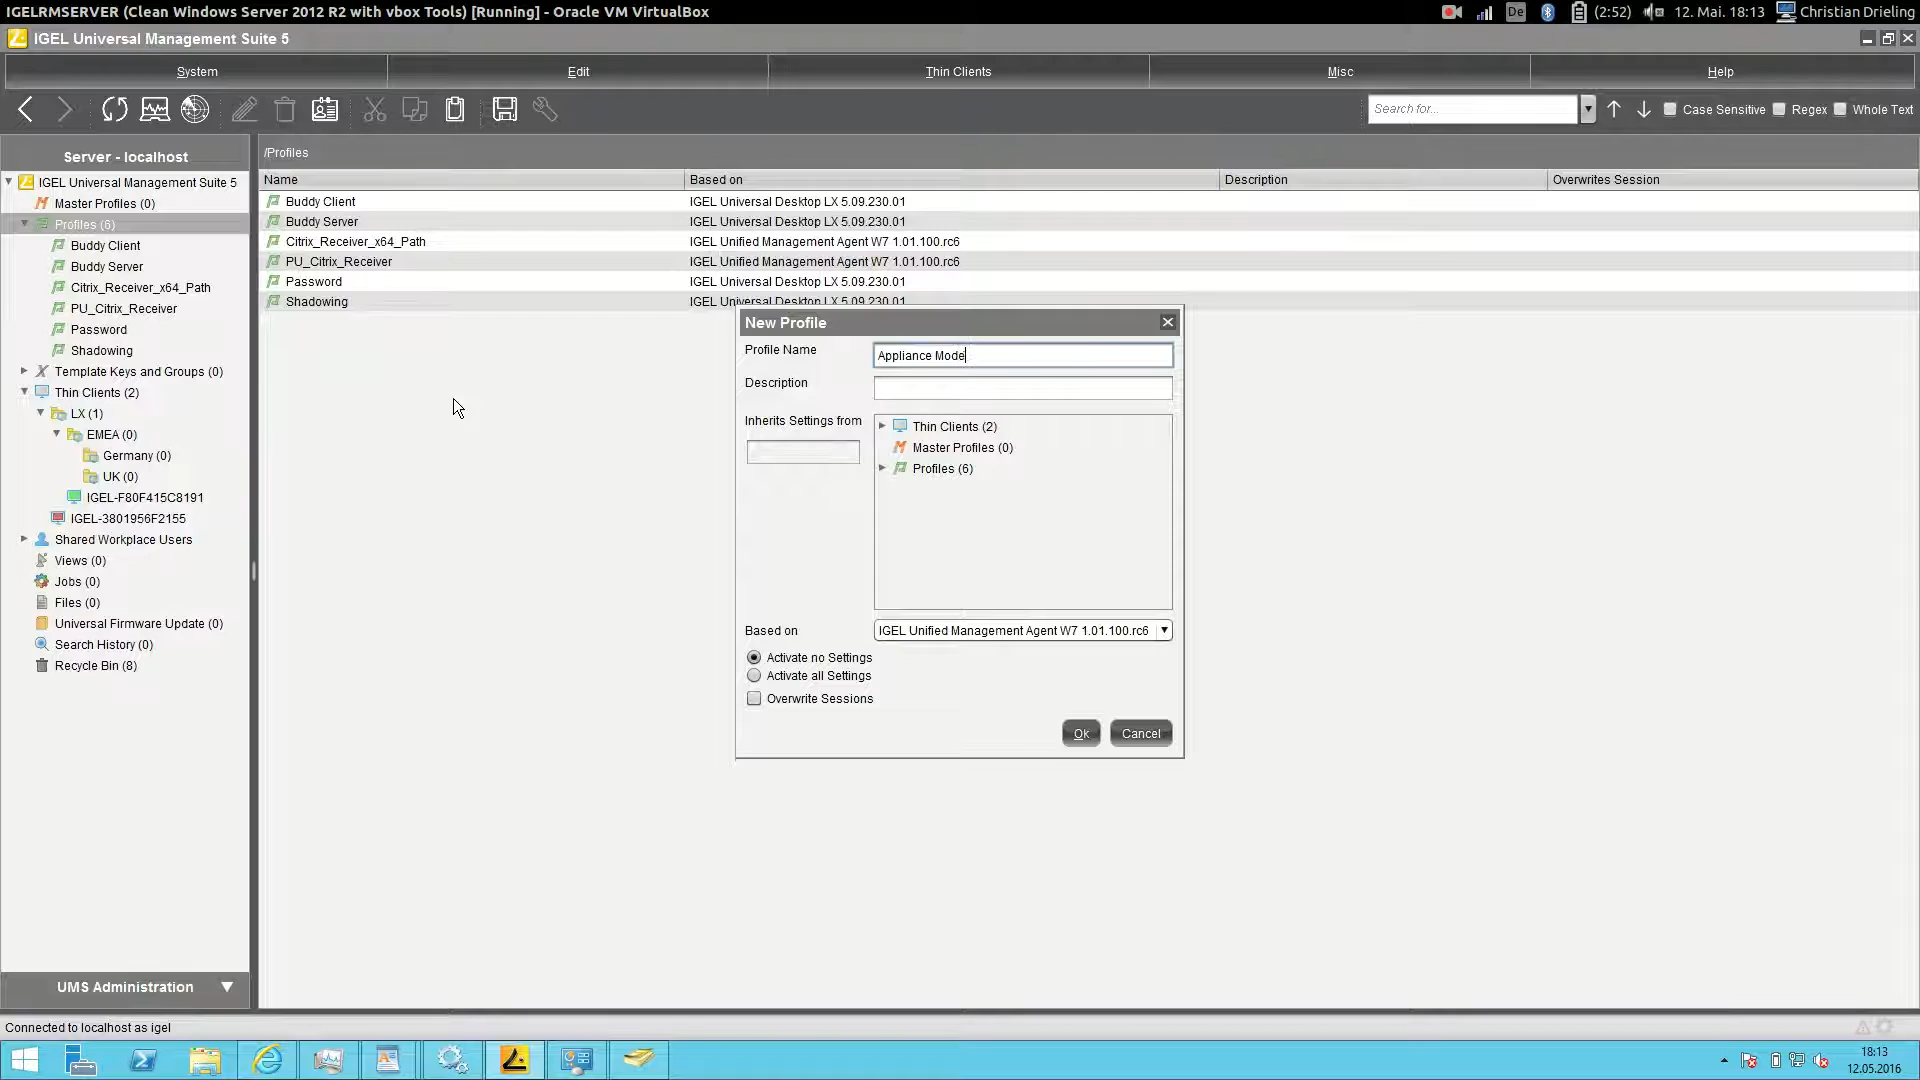 IGELRMSERVER (Clean Windows Server 2012 R2 with vbox Tools) [Running] - Oracle VM VirtualBox
De (2:52) 12. Mai. 18:13 Christian Drieling
IGEL Universal Management Suite 5
System Edit Thin Clients Misc Help
Search for... Case Sensitive Regex Whole Text
Server - localhost
IGEL Universal Management Suite 5
Master Profiles (0)
Profiles (6)
Buddy Client
Buddy Server
Citrix_Receiver_x64_Path
PU_Citrix_Receiver
Password
Shadowing
Template Keys and Groups (0)
Thin Clients (2)
LX (1)
EMEA (0)
Germany (0)
UK (0)
IGEL-F80F415C8191
IGEL-3801956F2155
Shared Workplace Users
Views (0)
Jobs (0)
Files (0)
Universal Firmware Update (0)
Search History (0)
Recycle Bin (8)
UMS Administration
/Profiles
Name Based on Description Overwrites Session
Buddy Client IGEL Universal Desktop LX 5.09.230.01
Buddy Server IGEL Universal Desktop LX 5.09.230.01
Citrix_Receiver_x64_Path IGEL Unified Management Agent W7 1.01.100.rc6
PU_Citrix_Receiver IGEL Unified Management Agent W7 1.01.100.rc6
Password IGEL Universal Desktop LX 5.09.230.01
Shadowing IGEL Universal Desktop LX 5.09.230.01
New Profile
Profile Name Appliance Mode
Description
Inherits Settings from
Thin Clients (2)
Master Profiles (0)
Profiles (6)
Based on IGEL Unified Management Agent W7 1.01.100.rc6
Activate no Settings
Activate all Settings
Overwrite Sessions
Ok Cancel
Connected to localhost as igel
18:13
12.05.2016